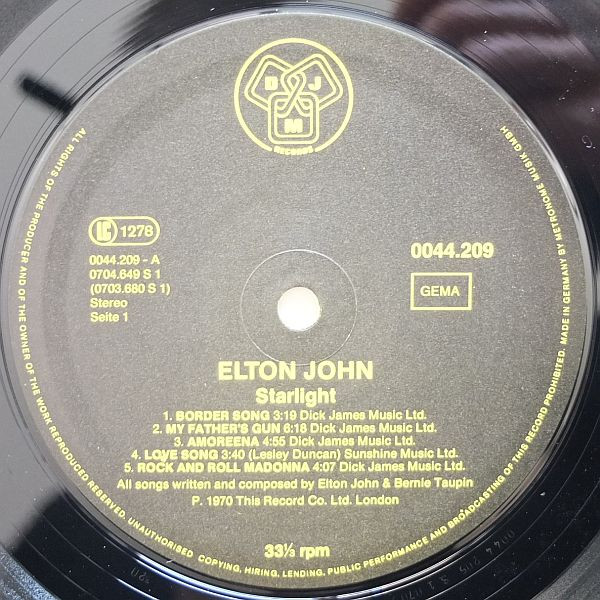 D J M
RECORDS
LC 1278
0044.209 - A
0704.649 S 1
(0703.680 S 1)
Stereo
Seite 1
0044.209
GEMA
ELTON JOHN
Starlight
1. BORDER SONG 3:19 Dick James Music Ltd.
2. MY FATHER'S GUN 6:18 Dick James Music Ltd.
3. AMOREENA 4:55 Dick James Music Ltd.
4. LOVE SONG 3:40 (Lesley Duncan) Sunshine Music Ltd.
5. ROCK AND ROLL MADONNA 4:07 Dick James Music Ltd.
All songs written and composed by Elton John & Bernie Taupin
P. 1970 This Record Co. Ltd. London
33⅓ rpm
ALL RIGHTS OF THE PRODUCER AND OF THE OWNER OF THE WORK REPRODUCED RESERVED. UNAUTHORISED COPYING, HIRING, LENDING, PUBLIC PERFORMANCE AND BROADCASTING OF THIS RECORD PROHIBITED. MADE IN GERMANY BY METRONOME MUSIK GMBH